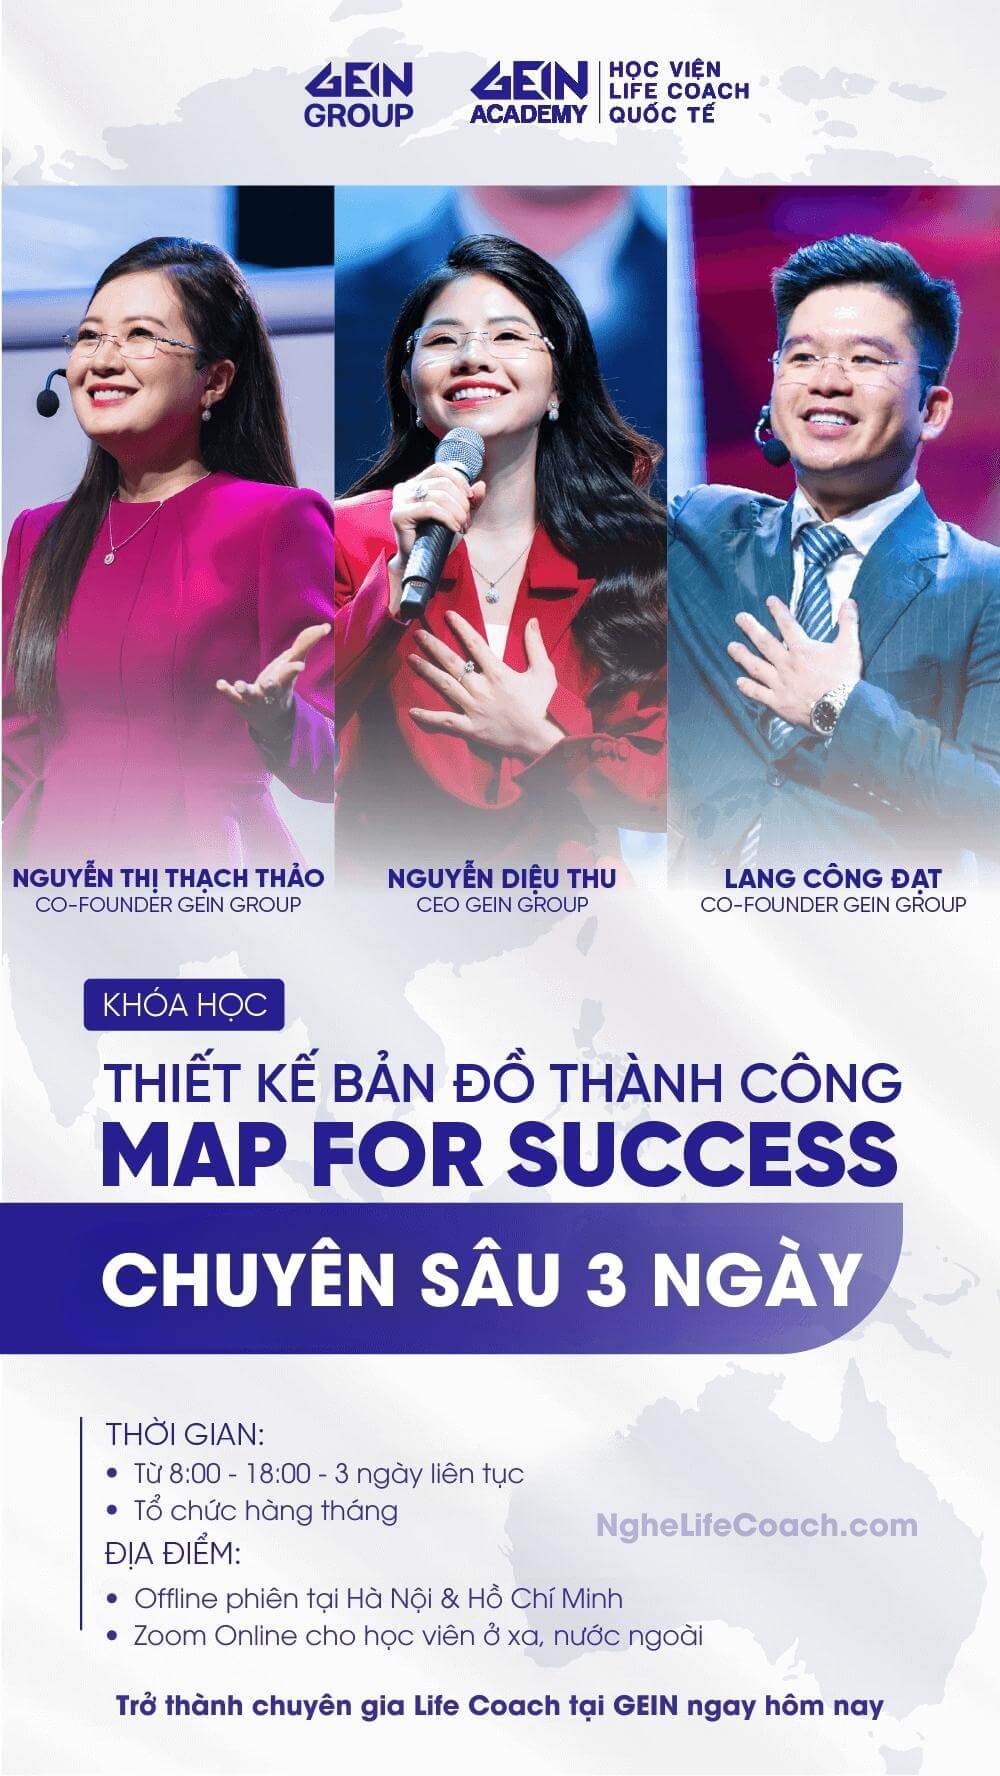 GEIN
GROUP
GEIN
ACADEMY
HỌC VIỆN
LIFE COACH
QUỐC TẾ
NGUYỄN THỊ THẠCH THẢO
CO-FOUNDER GEIN GROUP
NGUYỄN DIỆU THU
CEO GEIN GROUP
LANG CÔNG ĐẠT
CO-FOUNDER GEIN GROUP
KHÓA HỌC
THIẾT KẾ BẢN ĐỒ THÀNH CÔNG
MAP FOR SUCCESS
CHUYÊN SÂU 3 NGÀY
THỜI GIAN:
• Từ 8:00 - 18:00 - 3 ngày liên tục
• Tổ chức hàng tháng
NgheLifeCoach.com
ĐỊA ĐIỂM:
• Offline phiên tại Hà Nội & Hồ Chí Minh
• Zoom Online cho học viên ở xa, nước ngoài
Trở thành chuyên gia Life Coach tại GEIN ngay hôm nay